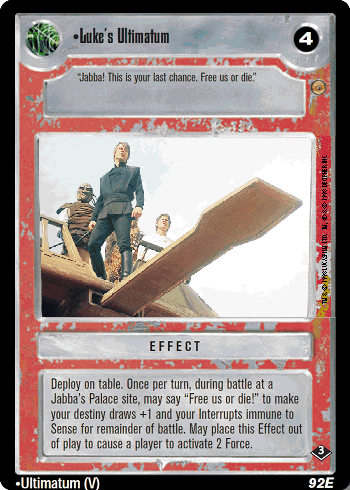 •Luke's Ultimatum
4
"Jabba! This is your last chance. Free us or die."
EFFECT
Deploy on table. Once per turn, during battle at a
Jabba's Palace site, may say "Free us or die!" to make
your destiny draws +1 and your Interrupts immune to
Sense for remainder of battle. May place this Effect out
of play to cause a player to activate 2 Force.
3
•Ultimatum (V)
92E